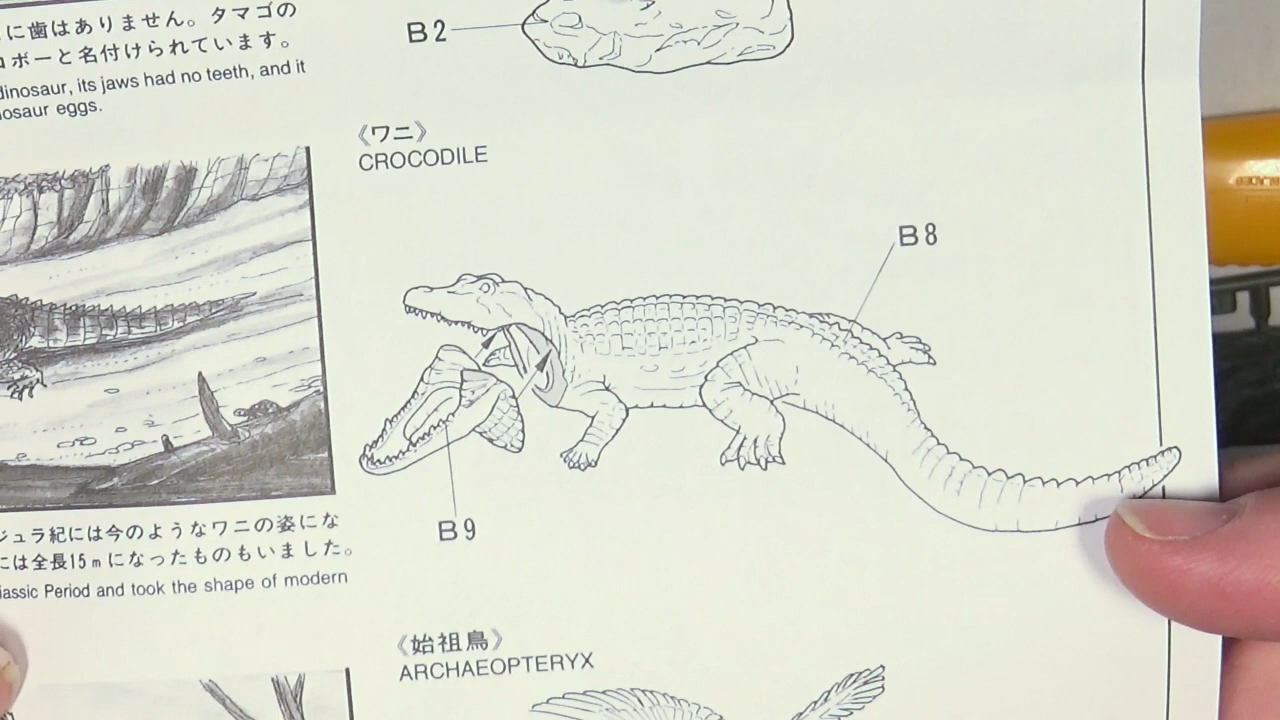 に歯はありません。タマゴの
ボーと名付けられています。
dinosaur, its jaws had no teeth, and it
osaur eggs.
B2
《ワニ》
CROCODILE
B8
B9
ジュラ紀には今のようなワニの姿にな
には全長15mになったものもいました。
iassic Period and took the shape of modern
《始祖鳥》
ARCHAEOPTERYX